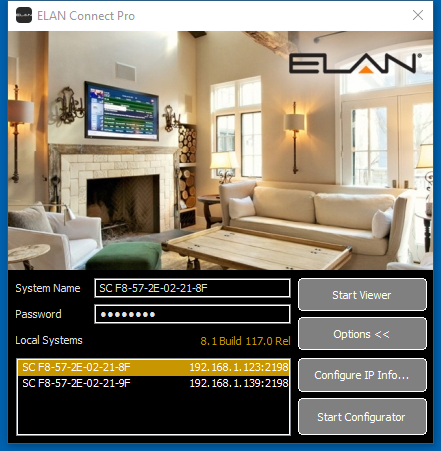 ELAN Connect Pro
ELAN®
System Name
SC F8-57-2E-02-21-8F
Start Viewer
Password
••••••••
Options <<
Local Systems
8.1 Build 117.0 Rel
SC F8-57-2E-02-21-8F 192.168.1.123:2198
SC F8-57-2E-02-21-9F 192.168.1.139:2198
Configure IP Info...
Start Configurator